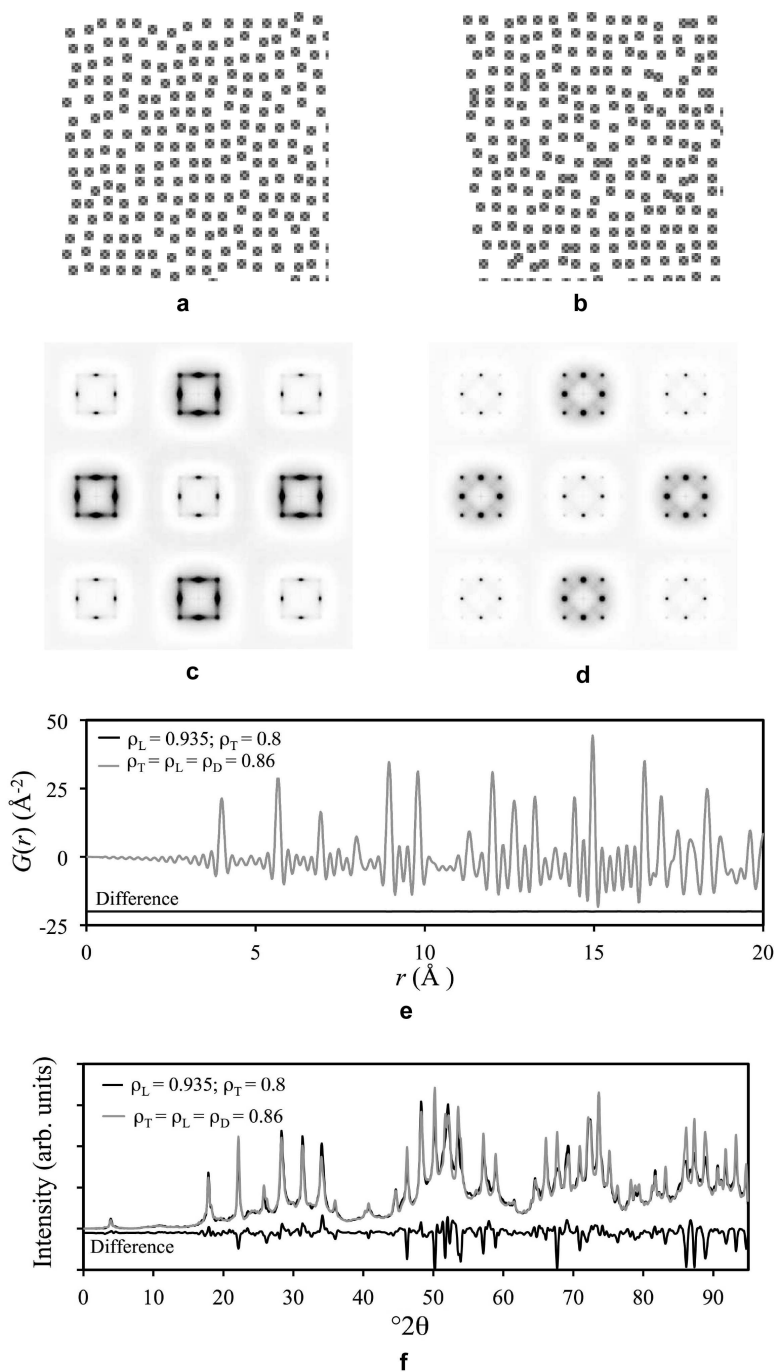 a
b
c
d
50
ρL = 0.935; ρT = 0.8
ρT = ρL = ρD = 0.86
25
G(r) (Å-2)
0
Difference
-25
0 5 10 15 20
r (Å )
e
ρL = 0.935; ρT = 0.8
ρT = ρL = ρD = 0.86
Intensity (arb. units)
Difference
0 10 20 30 40 50 60 70 80 90
°2θ
f